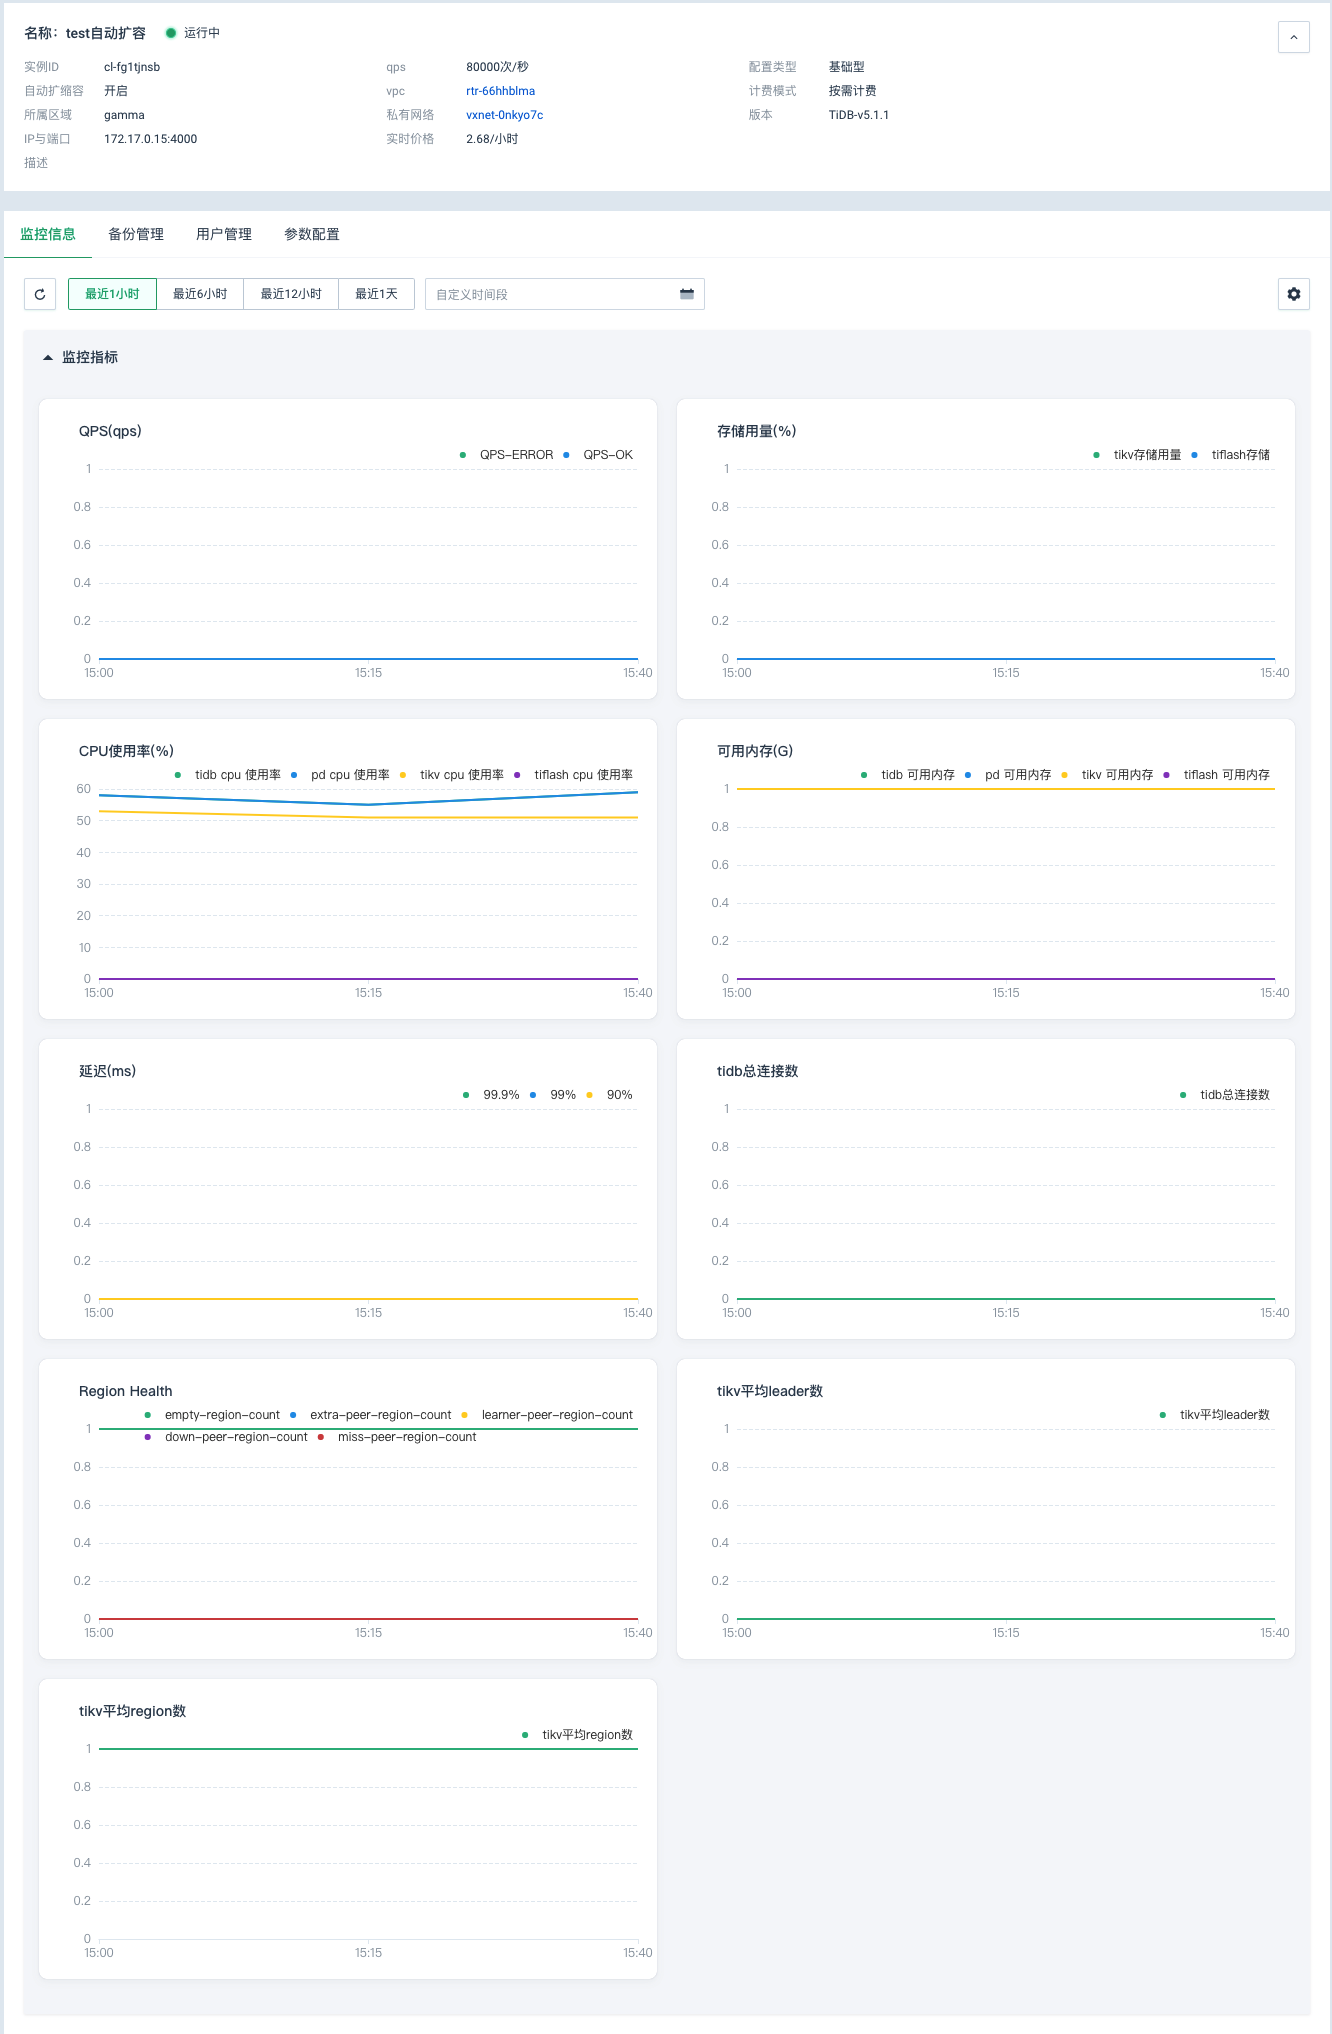 名称：test自动扩容 运行中
实例ID cl-fg1tjnsb qps 80000次/秒 配置类型 基础型
自动扩缩容 开启 vpc rtr-66hhblma 计费模式 按需计费
所属区域 gamma 私有网络 vxnet-0nkyo7c 版本 TiDB-v5.1.1
IP与端口 172.17.0.15:4000 实时价格 2.68/小时
描述
监控信息 备份管理 用户管理 参数配置
最近1小时 最近6小时 最近12小时 最近1天 自定义时间段
监控指标
QPS(qps)
QPS-ERROR QPS-OK
1
0.8
0.6
0.4
0.2
0
15:00 15:15 15:40
存储用量(%)
tikv存储用量 tiflash存储
1
0.8
0.6
0.4
0.2
0
15:00 15:15 15:40
CPU使用率(%)
tidb cpu 使用率 pd cpu 使用率 tikv cpu 使用率 tiflash cpu 使用率
60
50
40
30
20
10
0
15:00 15:15 15:40
可用内存(G)
tidb 可用内存 pd 可用内存 tikv 可用内存 tiflash 可用内存
1
0.8
0.6
0.4
0.2
0
15:00 15:15 15:40
延迟(ms)
99.9% 99% 90%
1
0.8
0.6
0.4
0.2
0
15:00 15:15 15:40
tidb总连接数
tidb总连接数
1
0.8
0.6
0.4
0.2
0
15:00 15:15 15:40
Region Health
empty-region-count extra-peer-region-count learner-peer-region-count
1 down-peer-region-count miss-peer-region-count
0.8
0.6
0.4
0.2
0
15:00 15:15 15:40
tikv平均leader数
tikv平均leader数
1
0.8
0.6
0.4
0.2
0
15:00 15:15 15:40
tikv平均region数
tikv平均region数
1
0.8
0.6
0.4
0.2
0
15:00 15:15 15:40